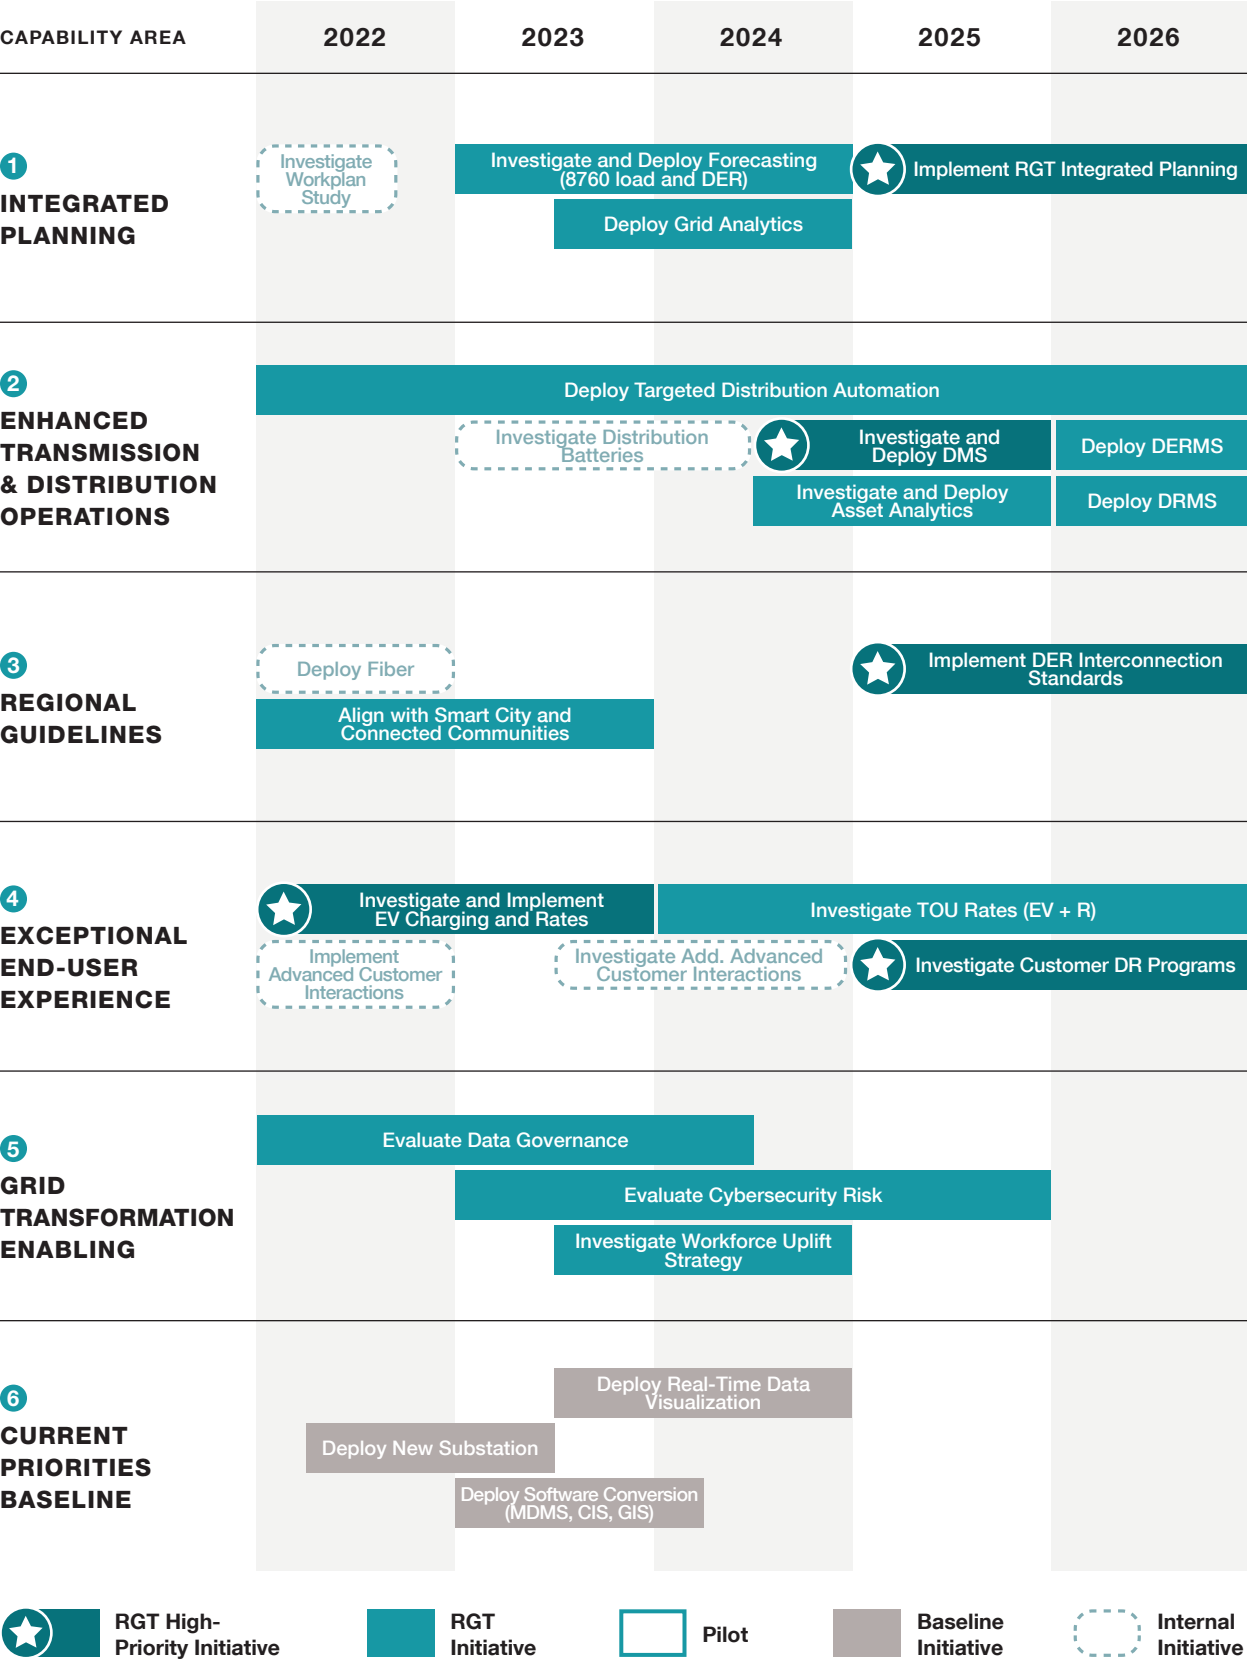 CAPABILITY AREA 2022 2023 2024 2025 2026
1
INTEGRATED
PLANNING
Investigate
Workplan
Study
Investigate and Deploy Forecasting
(8760 load and DER)
Implement RGT Integrated Planning
Deploy Grid Analytics
2
ENHANCED
TRANSMISSION
& DISTRIBUTION
OPERATIONS
Deploy Targeted Distribution Automation
Investigate Distribution
Batteries
Investigate and
Deploy DMS
Deploy DERMS
Investigate and Deploy
Asset Analytics
Deploy DRMS
3
REGIONAL
GUIDELINES
Deploy Fiber
Implement DER Interconnection
Standards
Align with Smart City and
Connected Communities
4
EXCEPTIONAL
END-USER
EXPERIENCE
Investigate and Implement
EV Charging and Rates
Investigate TOU Rates (EV + R)
Implement
Advanced Customer
Interactions
Investigate Add. Advanced
Customer Interactions
Investigate Customer DR Programs
5
GRID
TRANSFORMATION
ENABLING
Evaluate Data Governance
Evaluate Cybersecurity Risk
Investigate Workforce Uplift
Strategy
6
CURRENT
PRIORITIES
BASELINE
Deploy Real-Time Data
Visualization
Deploy New Substation
Deploy Software Conversion
(MDMS, CIS, GIS)
RGT High-
Priority Initiative
RGT
Initiative
Pilot
Baseline
Initiative
Internal
Initiative